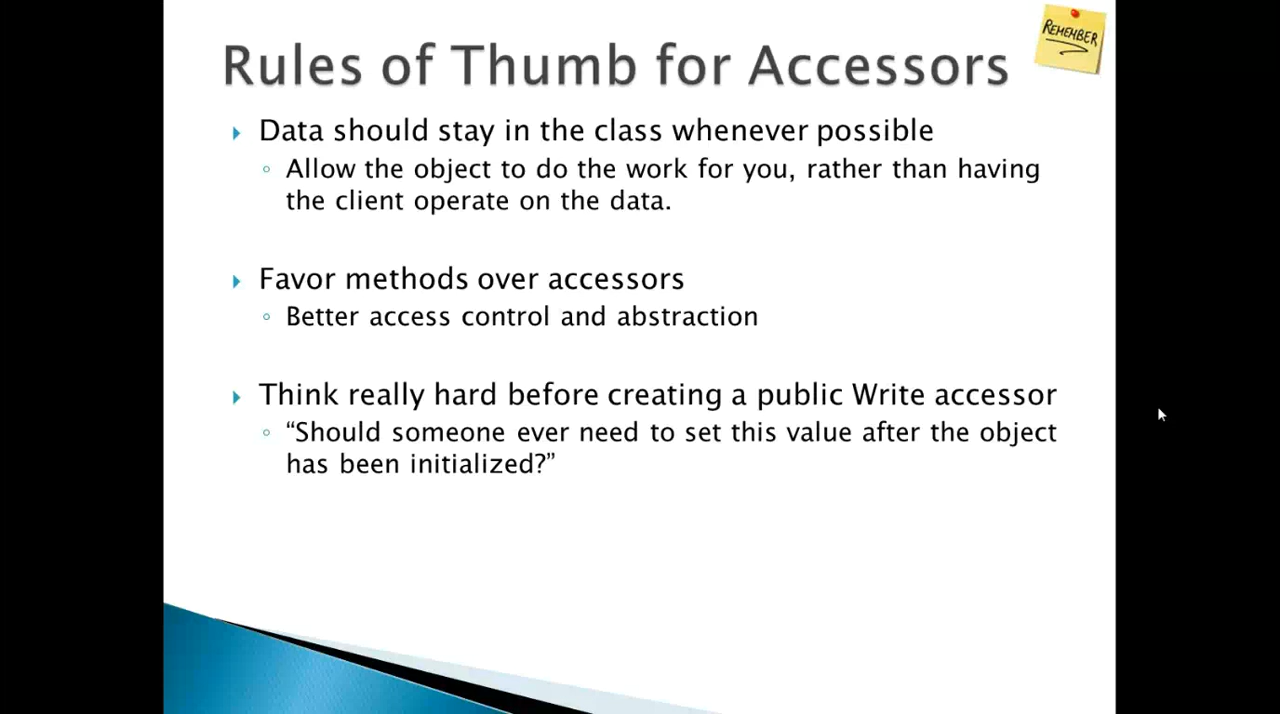 REMEMBER
Rules of Thumb for Accessors
Data should stay in the class whenever possible
Allow the object to do the work for you, rather than having
the client operate on the data.
Favor methods over accessors
Better access control and abstraction
Think really hard before creating a public Write accessor
“Should someone ever need to set this value after the object
has been initialized?”